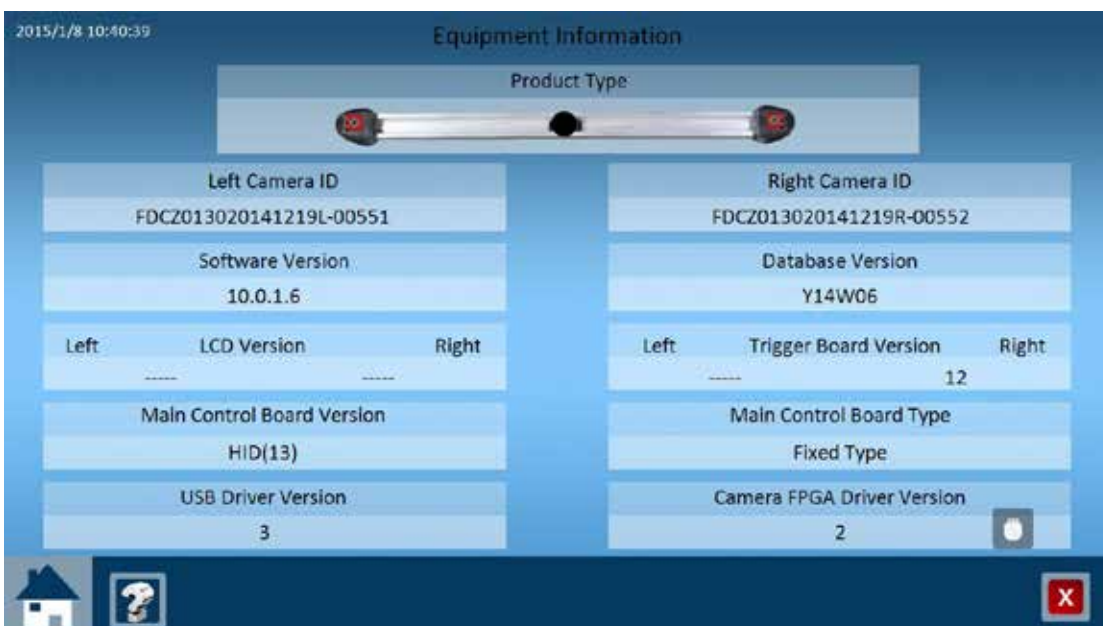 2015/1/8 10:40:39
Equipment Information
Product Type
Left Camera ID
Right Camera ID
FDCZ013020141219L-00551
FDCZ013020141219R-00552
Software Version
Database Version
10.0.1.6
Y14W06
Left LCD Version Right
Left Trigger Board Version Right
----- -----
----- 12
Main Control Board Version
Main Control Board Type
HID(13)
Fixed Type
USB Driver Version
Camera FPGA Driver Version
3
2
?
X